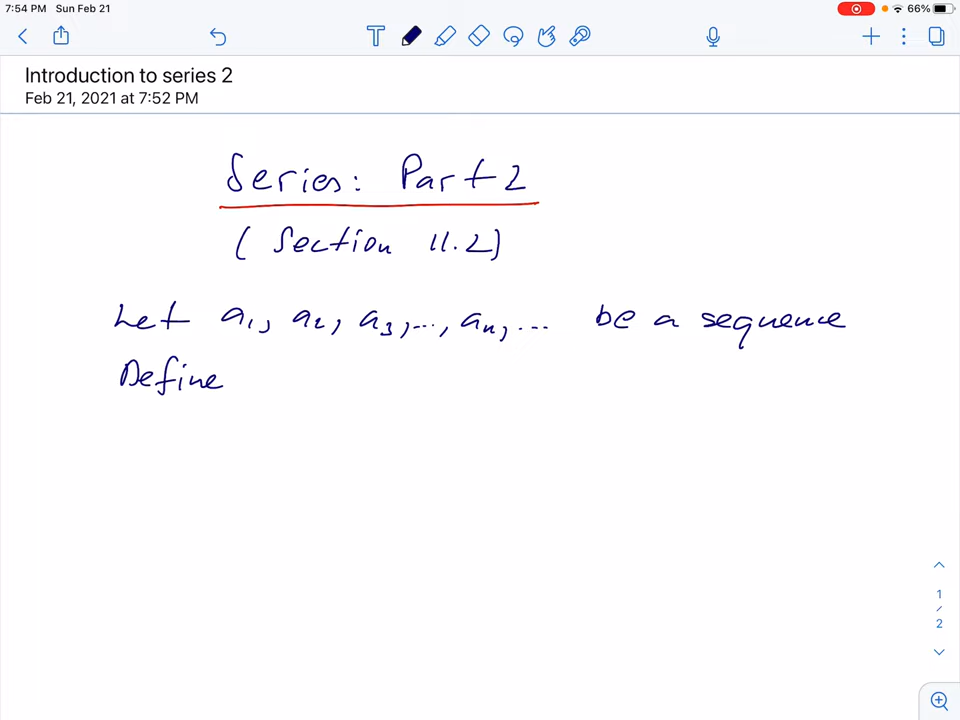 7:54 PM Sun Feb 21
66%
Introduction to series 2
Feb 21, 2021 at 7:52 PM
Series: Part 2
(Section 11.2)
Let a₁, a₂, a₃, ..., aₙ, ... be a sequence
Define
1
/
2